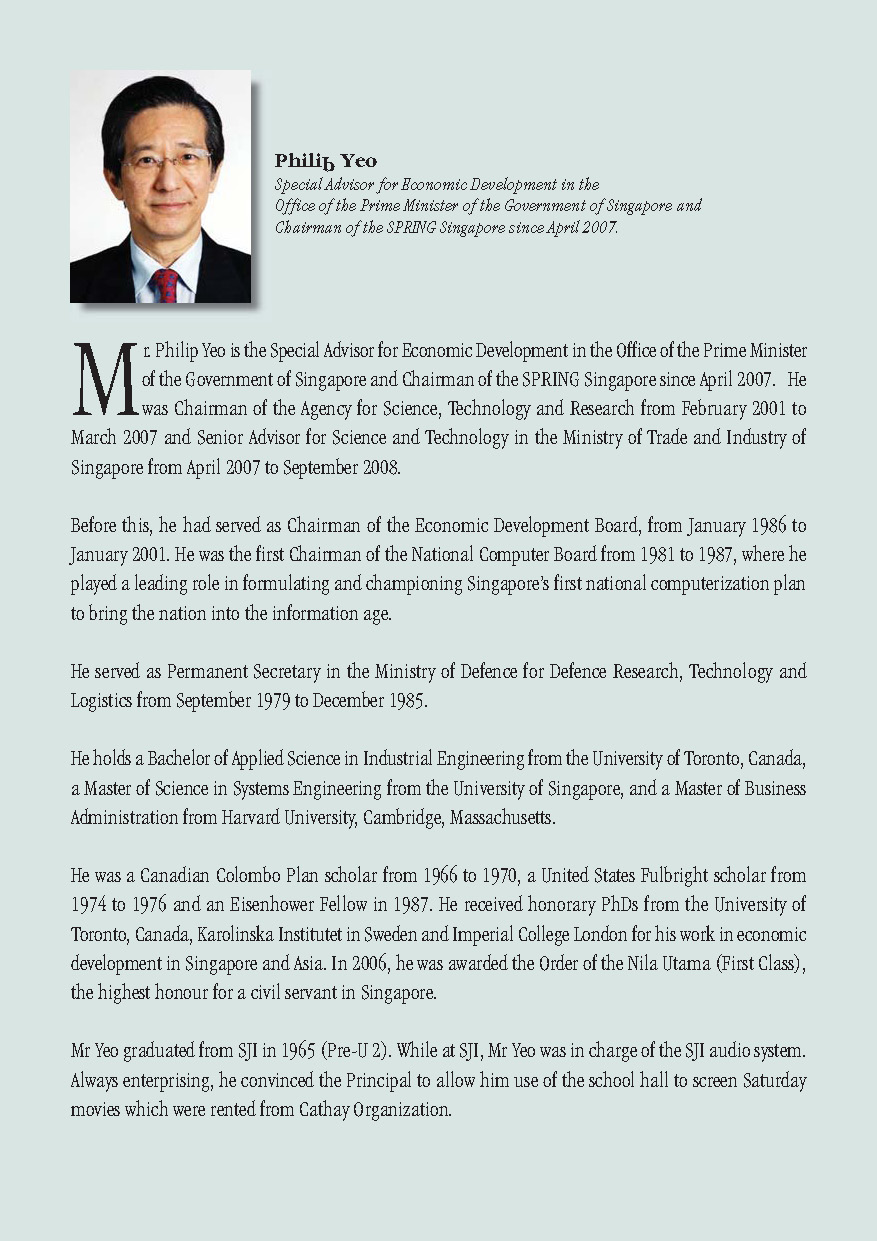 Philip Yeo
Special Advisor for Economic Development in the
Office of the Prime Minister of the Government of Singapore and
Chairman of the SPRING Singapore since April 2007.
Mr. Philip Yeo is the Special Advisor for Economic Development in the Office of the Prime Minister
of the Government of Singapore and Chairman of the SPRING Singapore since April 2007. He
was Chairman of the Agency for Science, Technology and Research from February 2001 to
March 2007 and Senior Advisor for Science and Technology in the Ministry of Trade and Industry of
Singapore from April 2007 to September 2008.
Before this, he had served as Chairman of the Economic Development Board, from January 1986 to
January 2001. He was the first Chairman of the National Computer Board from 1981 to 1987, where he
played a leading role in formulating and championing Singapore's first national computerization plan
to bring the nation into the information age.
He served as Permanent Secretary in the Ministry of Defence for Defence Research, Technology and
Logistics from September 1979 to December 1985.
He holds a Bachelor of Applied Science in Industrial Engineering from the University of Toronto, Canada,
a Master of Science in Systems Engineering from the University of Singapore, and a Master of Business
Administration from Harvard University, Cambridge, Massachusetts.
He was a Canadian Colombo Plan scholar from 1966 to 1970, a United States Fulbright scholar from
1974 to 1976 and an Eisenhower Fellow in 1987. He received honorary PhDs from the University of
Toronto, Canada, Karolinska Institutet in Sweden and Imperial College London for his work in economic
development in Singapore and Asia. In 2006, he was awarded the Order of the Nila Utama (First Class),
the highest honour for a civil servant in Singapore.
Mr Yeo graduated from SJI in 1965 (Pre-U 2). While at SJI, Mr Yeo was in charge of the SJI audio system.
Always enterprising, he convinced the Principal to allow him use of the school hall to screen Saturday
movies which were rented from Cathay Organization.